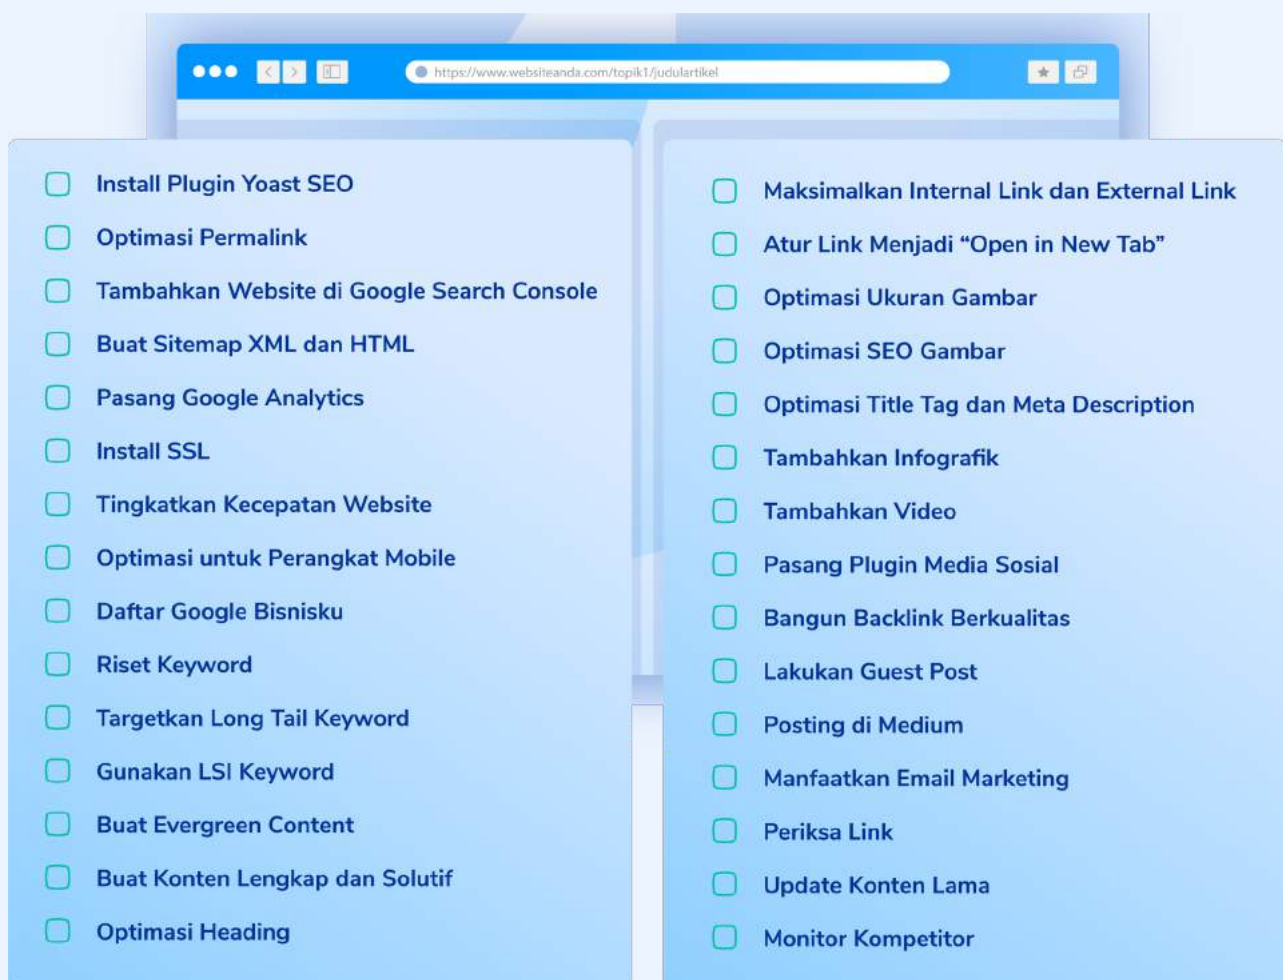 https://www.websiteanda.com/topik1/judulartikel
Install Plugin Yoast SEO
Optimasi Permalink
Tambahkan Website di Google Search Console
Buat Sitemap XML dan HTML
Pasang Google Analytics
Install SSL
Tingkatkan Kecepatan Website
Optimasi untuk Perangkat Mobile
Daftar Google Bisnisku
Riset Keyword
Targetkan Long Tail Keyword
Gunakan LSI Keyword
Buat Evergreen Content
Buat Konten Lengkap dan Solutif
Optimasi Heading
Maksimalkan Internal Link dan External Link
Atur Link Menjadi “Open in New Tab”
Optimasi Ukuran Gambar
Optimasi SEO Gambar
Optimasi Title Tag dan Meta Description
Tambahkan Infografik
Tambahkan Video
Pasang Plugin Media Sosial
Bangun Backlink Berkualitas
Lakukan Guest Post
Posting di Medium
Manfaatkan Email Marketing
Periksa Link
Update Konten Lama
Monitor Kompetitor